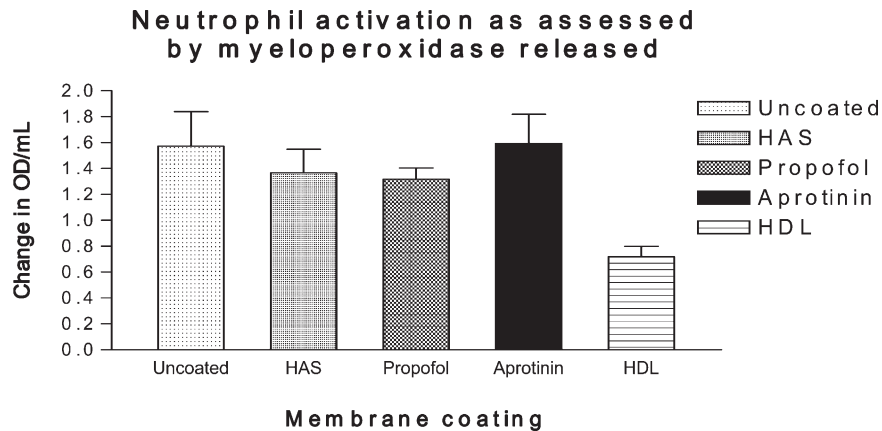 Neutrophil activation as assessed
by myeloperoxidase released
Change in OD/mL
2.0
1.8
1.6
1.4
1.2
1.0
0.8
0.6
0.4
0.2
0.0
Uncoated
HAS
Propofol
Aprotinin
HDL
Uncoated HAS Propofol Aprotinin HDL
Membrane coating